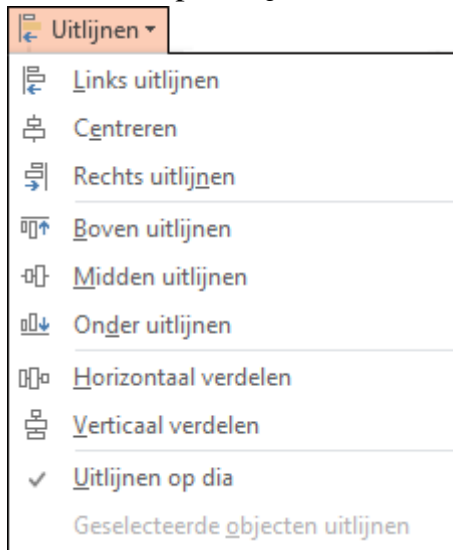 Uitlijnen
Links uitlijnen
Centreren
Rechts uitlijnen
Boven uitlijnen
Midden uitlijnen
Onder uitlijnen
Horizontaal verdelen
Verticaal verdelen
Uitlijnen op dia
Geselecteerde objecten uitlijnen